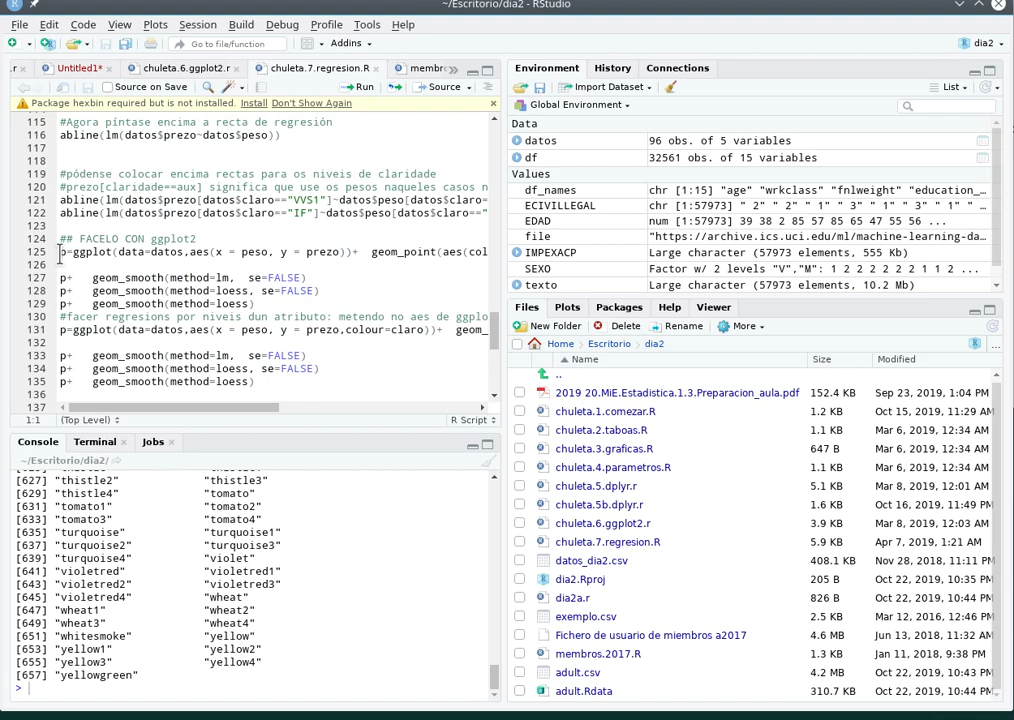 ~/Escritorio/dia2 - RStudio
File Edit Code View Plots Session Build Debug Profile Tools Help
Go to file/function Addins dia2
.r Untitled1* chuleta.6.ggplot2.r chuleta.7.regresion.R membr
Source on Save Run Source
Package hexbin required but is not installed. Install Don't Show Again
115 #Agora píntase encima a recta de regresión
116 abline(lm(datos$prezo~datos$peso))
117
118
119 #pódense colocar encima rectas para os niveis de claridade
120 #prezo[claridade==aux] significa que use os pesos naqueles casos n
121 abline(lm(datos$prezo[datos$claro=="VVS1"]~datos$peso[datos$claro=
122 abline(lm(datos$prezo[datos$claro=="IF"]~datos$peso[datos$claro=="
123
124 ## FACELO CON ggplot2
125 p=ggplot(data=datos,aes(x = peso, y = prezo))+ geom_point(aes(col
126
127 p+ geom_smooth(method=lm, se=FALSE)
128 p+ geom_smooth(method=loess, se=FALSE)
129 p+ geom_smooth(method=loess)
130 #facer regresions por niveis dun atributo: metendo no aes de ggplo
131 p=ggplot(data=datos,aes(x = peso, y = prezo,colour=claro))+ geom_
132
133 p+ geom_smooth(method=lm, se=FALSE)
134 p+ geom_smooth(method=loess, se=FALSE)
135 p+ geom_smooth(method=loess)
136
137
1:1 (Top Level) R Script
Console Terminal Jobs
~/Escritorio/dia2/
[627] "thistle2" "thistle3"
[629] "thistle4" "tomato"
[631] "tomato1" "tomato2"
[633] "tomato3" "tomato4"
[635] "turquoise" "turquoise1"
[637] "turquoise2" "turquoise3"
[639] "turquoise4" "violet"
[641] "violetred" "violetred1"
[643] "violetred2" "violetred3"
[645] "violetred4" "wheat"
[647] "wheat1" "wheat2"
[649] "wheat3" "wheat4"
[651] "whitesmoke" "yellow"
[653] "yellow1" "yellow2"
[655] "yellow3" "yellow4"
[657] "yellowgreen"
>
Environment History Connections
Import Dataset List
Global Environment
Data
datos 96 obs. of 5 variables
df 32561 obs. of 15 variables
Values
df_names chr [1:15] "age" "wrkclass" "fnlweight" "education_…
ECIVILLEGAL chr [1:57973] " 2" " 2" " 1" " 3" " 1" " 3" " 1" …
EDAD num [1:57973] 39 38 2 85 57 85 65 47 55 56 ...
file "https://archive.ics.uci.edu/ml/machine-learning-da…
IMPEXACP Large character (57973 elements, 555 Kb)
SEXO Factor w/ 2 levels "V","M": 1 2 2 2 2 2 2 1 1 2 ...
texto Large character (57973 elements, 10.2 Mb)
Files Plots Packages Help Viewer
New Folder Delete Rename More
Home Escritorio dia2 ...
Name Size Modified
..
2019 20.MiE.Estadistica.1.3.Preparacion_aula.pdf 152.4 KB Sep 23, 2019, 1:04 PM
chuleta.1.comezar.R 1.2 KB Oct 15, 2019, 11:29 AM
chuleta.2.taboas.R 1.1 KB Mar 6, 2019, 12:34 AM
chuleta.3.graficas.R 647 B Mar 6, 2019, 12:34 AM
chuleta.4.parametros.R 1.1 KB Mar 6, 2019, 12:34 AM
chuleta.5.dplyr.r 5.1 KB Mar 8, 2019, 12:01 AM
chuleta.5b.dplyr.r 1.6 KB Oct 16, 2019, 11:49 PM
chuleta.6.ggplot2.r 3.9 KB Mar 8, 2019, 12:03 AM
chuleta.7.regresion.R 5.9 KB Apr 7, 2019, 1:21 AM
datos_dia2.csv 408.1 KB Nov 28, 2018, 11:11 PM
dia2.Rproj 205 B Oct 22, 2019, 10:35 PM
dia2a.r 826 B Oct 22, 2019, 10:44 PM
exemplo.csv 2.5 KB Mar 12, 2016, 12:46 PM
Fichero de usuario de miembros a2017 4.6 MB Jun 13, 2018, 11:32 AM
membros.2017.R 1.3 KB Jan 11, 2018, 9:38 PM
adult.csv 4.2 MB Oct 22, 2019, 10:43 PM
adult.Rdata 310.7 KB Oct 22, 2019, 10:44 PM